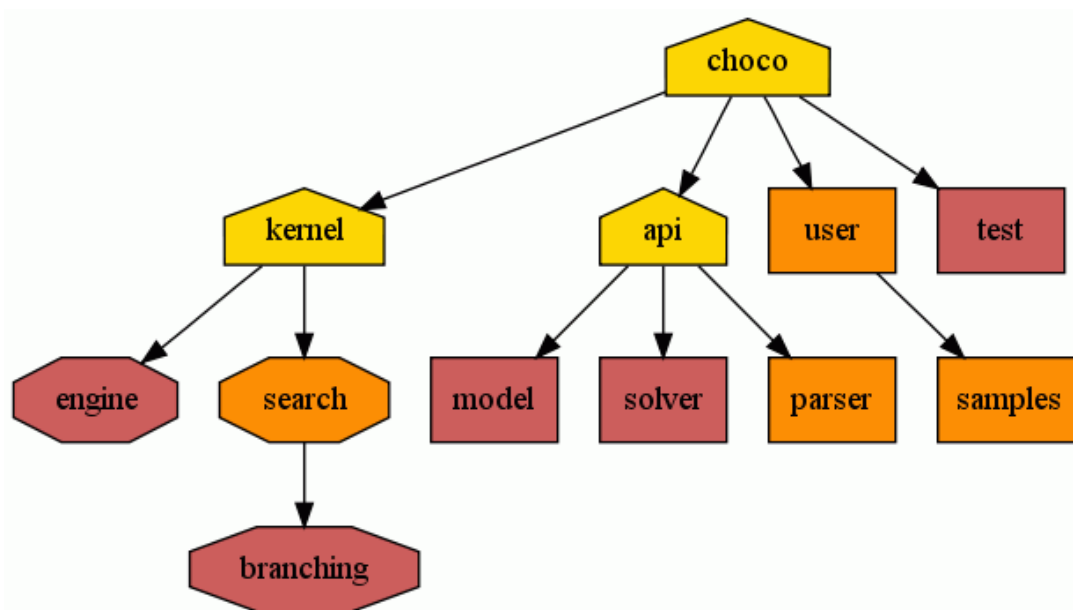 choco
kernel
api
user
test
engine
search
model
solver
parser
samples
branching